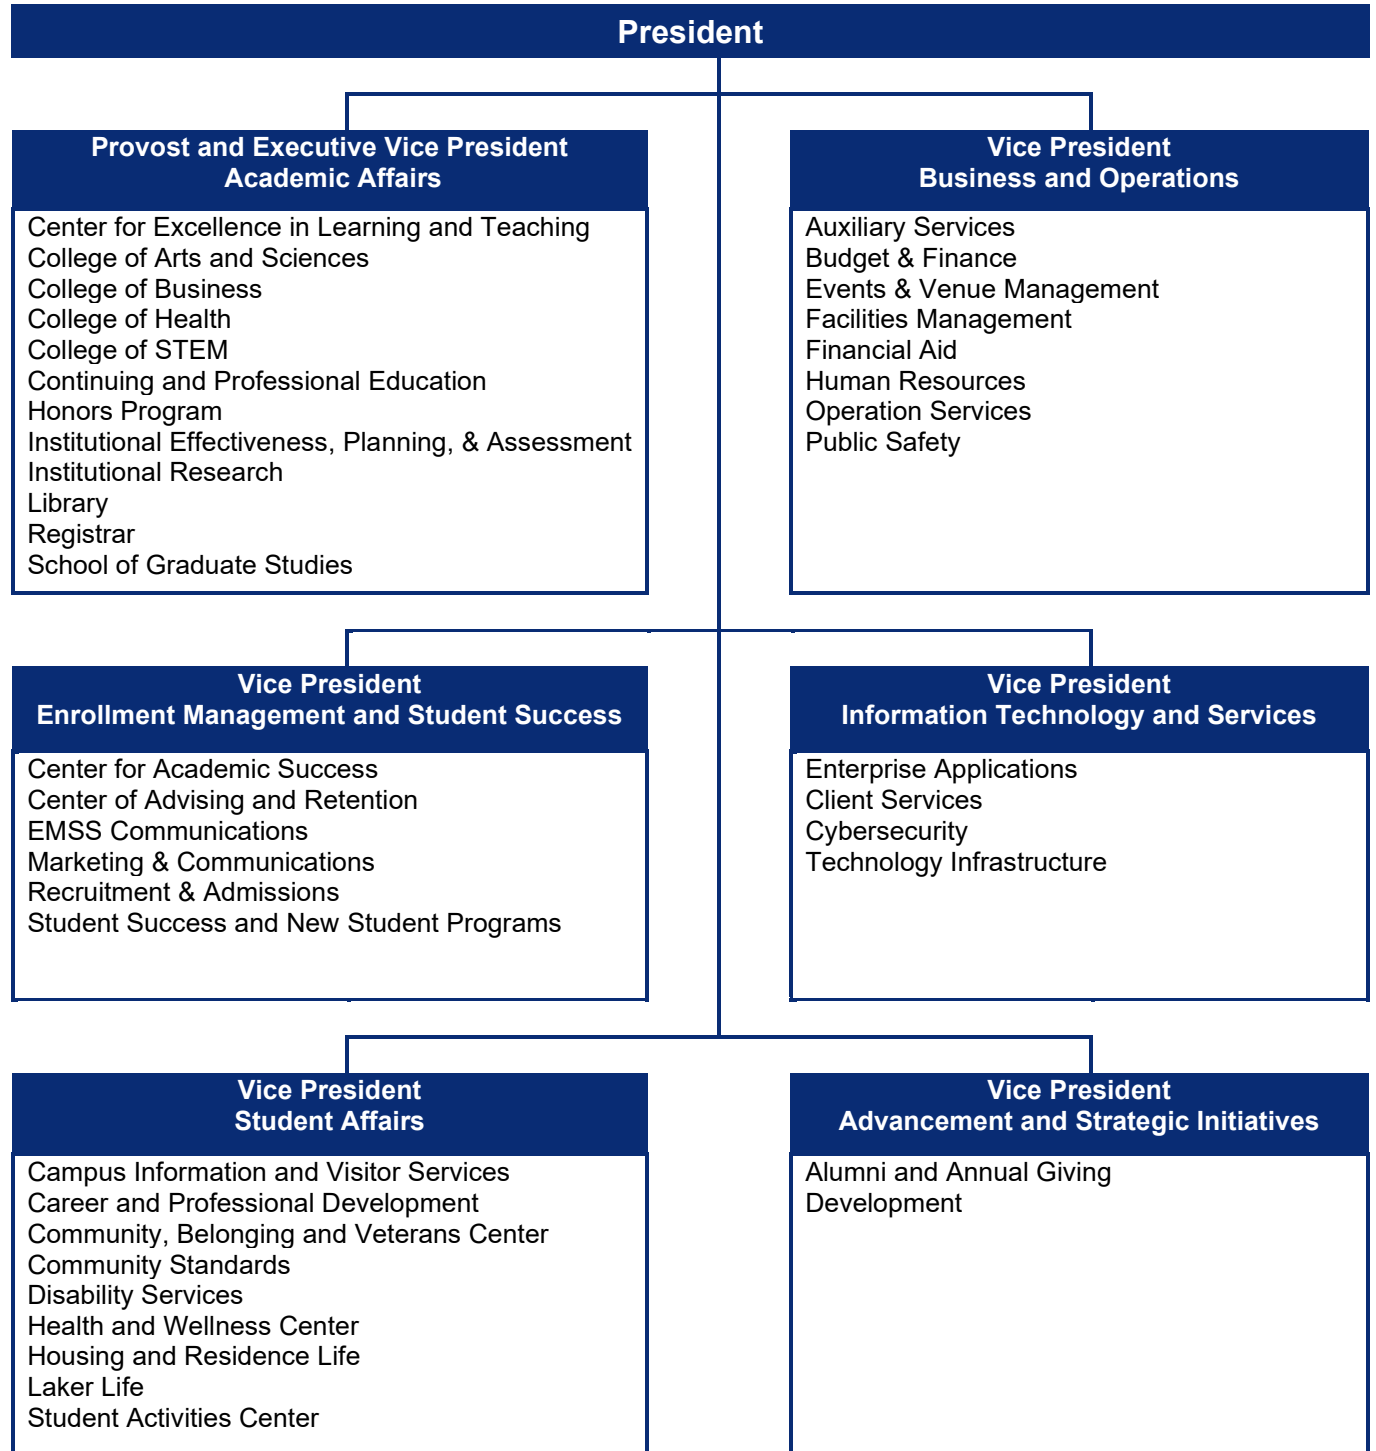 President
Provost and Executive Vice President
Academic Affairs
Center for Excellence in Learning and Teaching
College of Arts and Sciences
College of Business
College of Health
College of STEM
Continuing and Professional Education
Honors Program
Institutional Effectiveness, Planning, & Assessment
Institutional Research
Library
Registrar
School of Graduate Studies
Vice President
Business and Operations
Auxiliary Services
Budget & Finance
Events & Venue Management
Facilities Management
Financial Aid
Human Resources
Operation Services
Public Safety
Vice President
Enrollment Management and Student Success
Center for Academic Success
Center of Advising and Retention
EMSS Communications
Marketing & Communications
Recruitment & Admissions
Student Success and New Student Programs
Vice President
Information Technology and Services
Enterprise Applications
Client Services
Cybersecurity
Technology Infrastructure
Vice President
Student Affairs
Campus Information and Visitor Services
Career and Professional Development
Community, Belonging and Veterans Center
Community Standards
Disability Services
Health and Wellness Center
Housing and Residence Life
Laker Life
Student Activities Center
Vice President
Advancement and Strategic Initiatives
Alumni and Annual Giving
Development